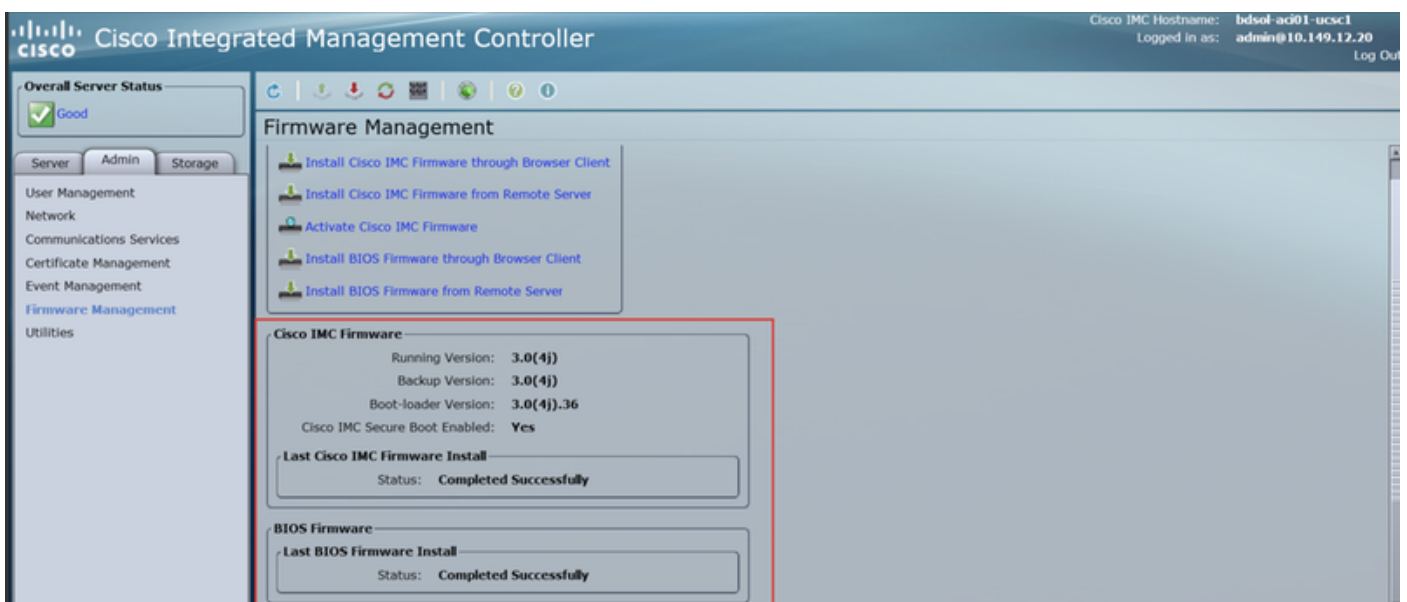 Cisco IMC Hostname: bdsol-aci01-ucsc1
CISCO Cisco Integrated Management Controller
Logged in as: admin@10.149.12.20
Log Out
Overall Server Status
Good
Firmware Management
Server Admin Storage
User Management
Network
Communications Services
Certificate Management
Event Management
Firmware Management
Utilities
Install Cisco IMC Firmware through Browser Client
Install Cisco IMC Firmware from Remote Server
Activate Cisco IMC Firmware
Install BIOS Firmware through Browser Client
Install BIOS Firmware from Remote Server
Cisco IMC Firmware
Running Version: 3.0(4j)
Backup Version: 3.0(4j)
Boot-loader Version: 3.0(4j).36
Cisco IMC Secure Boot Enabled: Yes
Last Cisco IMC Firmware Install
Status: Completed Successfully
BIOS Firmware
Last BIOS Firmware Install
Status: Completed Successfully